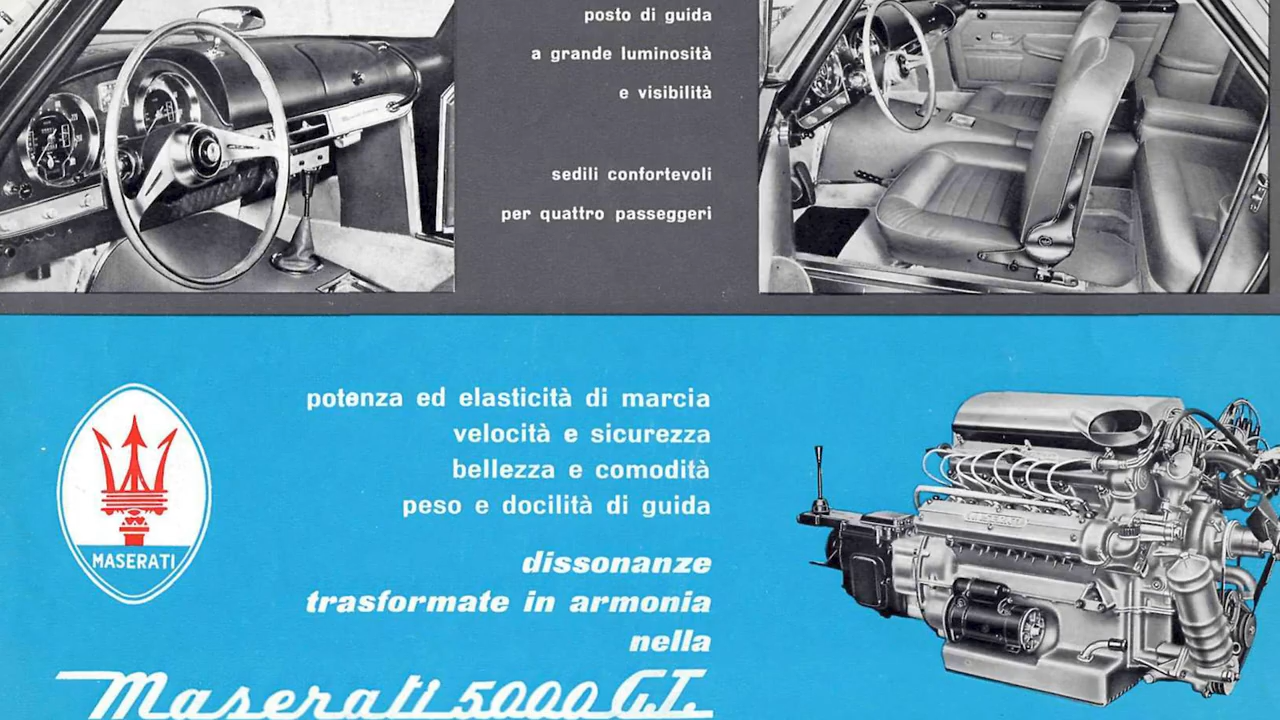 posto di guida
a grande luminosità
e visibilità
sedili confortevoli
per quattro passeggeri
potenza ed elasticità di marcia
velocità e sicurezza
bellezza e comodità
peso e docilità di guida
dissonanze
trasformate in armonia
nella
Maserati 5000 G.T.
MASERATI